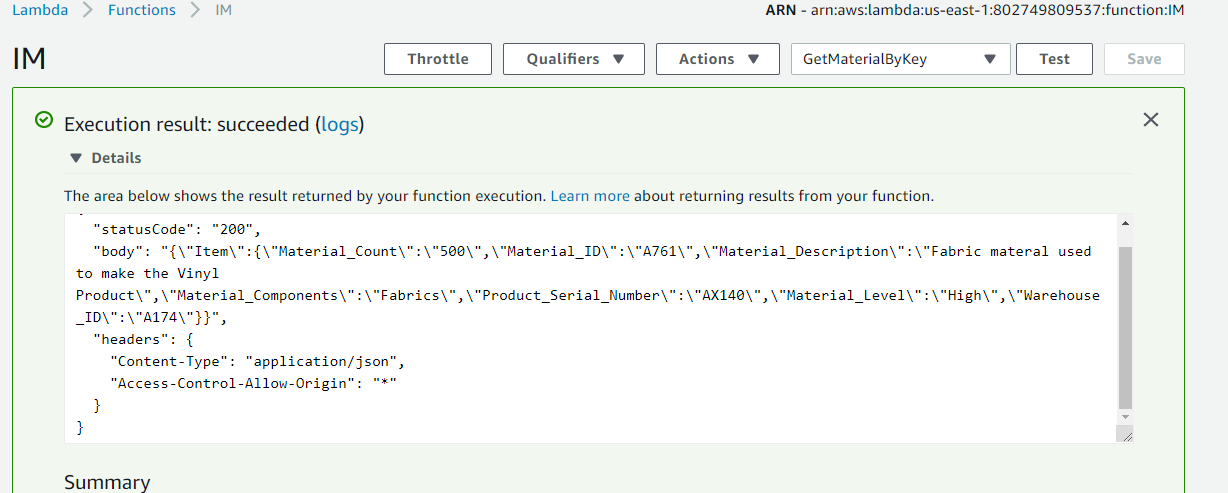 Lambda > Functions > IM ARN - arn:aws:lambda:us-east-1:802749809537:function:IM
IM Throttle Qualifiers ▼ Actions ▼ GetMaterialByKey ▼ Test Save
Execution result: succeeded (logs)
▼ Details
The area below shows the result returned by your function execution. Learn more about returning results from your function.
"statusCode": "200",
"body": "{\"Item\":{\"Material_Count\":\"500\",\"Material_ID\":\"A761\",\"Material_Description\":\"Fabric materal used
to make the Vinyl
Product\",\"Material_Components\":\"Fabrics\",\"Product_Serial_Number\":\"AX140\",\"Material_Level\":\"High\",\"Warehouse
_ID\":\"A174\"}}",
"headers": {
"Content-Type": "application/json",
"Access-Control-Allow-Origin": "*"
}
}
Summary